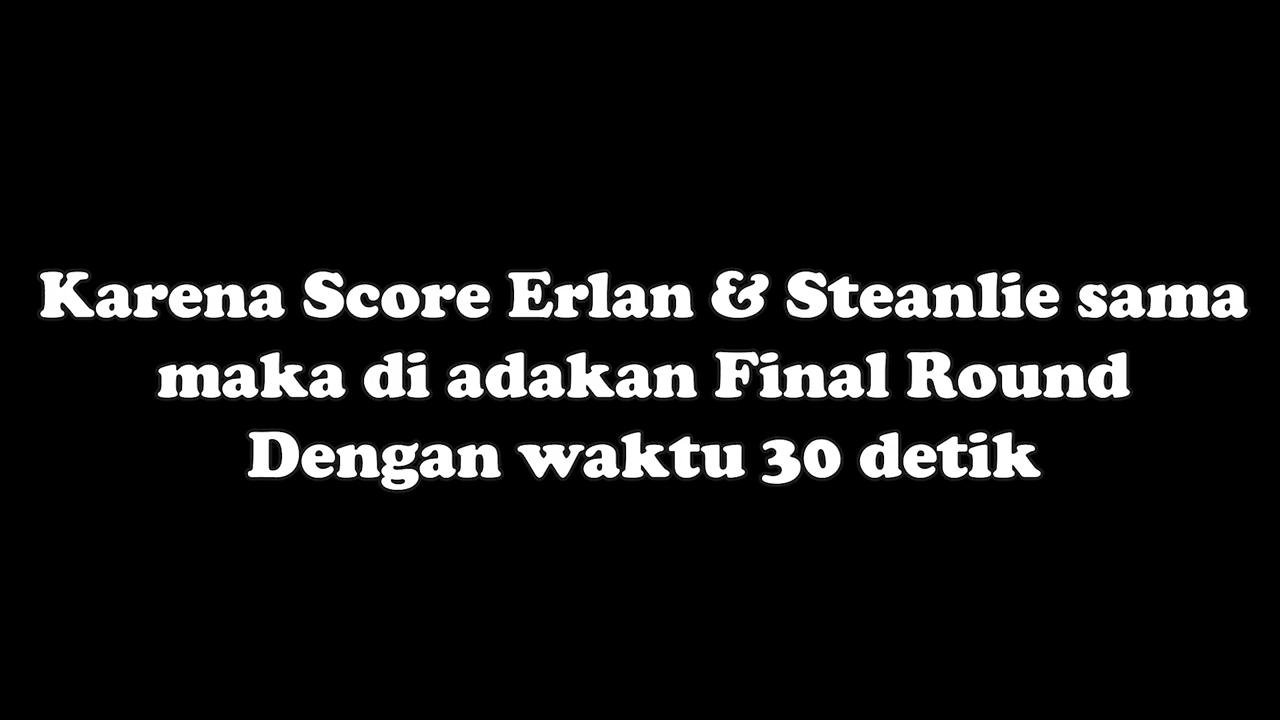 Karena Score Erlan & Steanlie sama
maka di adakan Final Round
Dengan waktu 30 detik